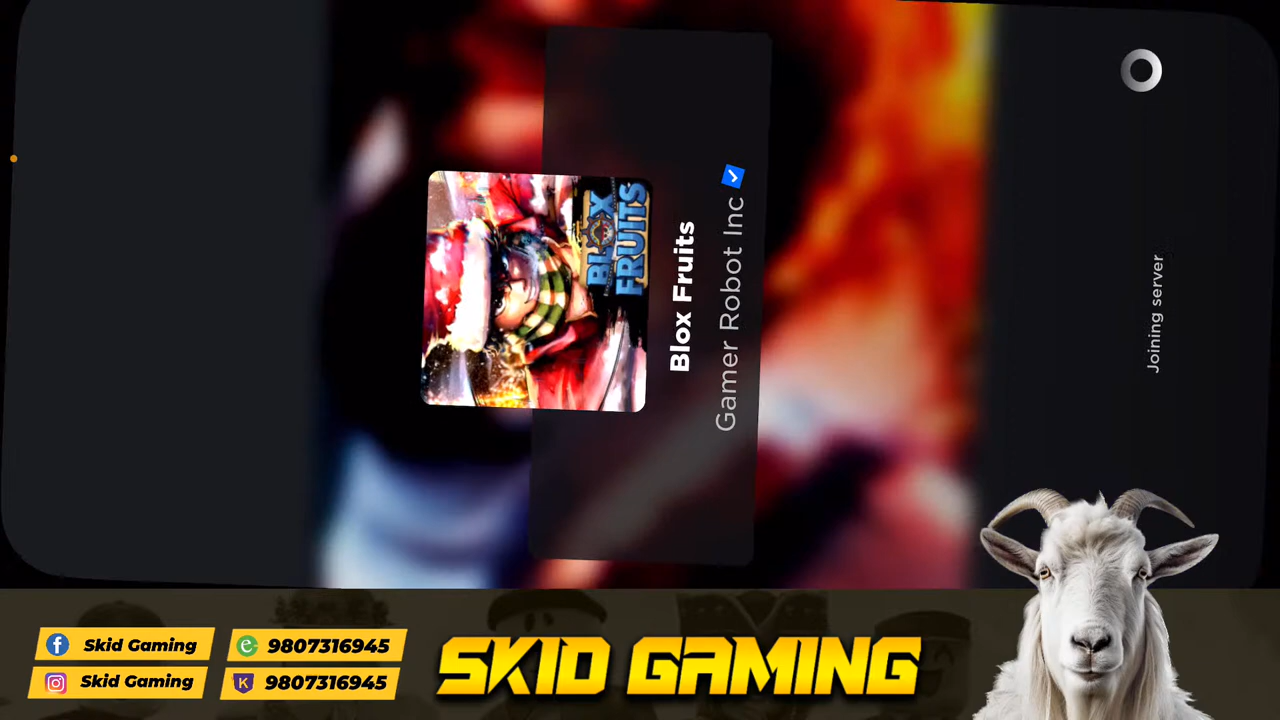 BLOX
FRUITS
Blox Fruits
Gamer Robot Inc
Joining server
Skid Gaming
9807316945
Skid Gaming
9807316945
SKID GAMING